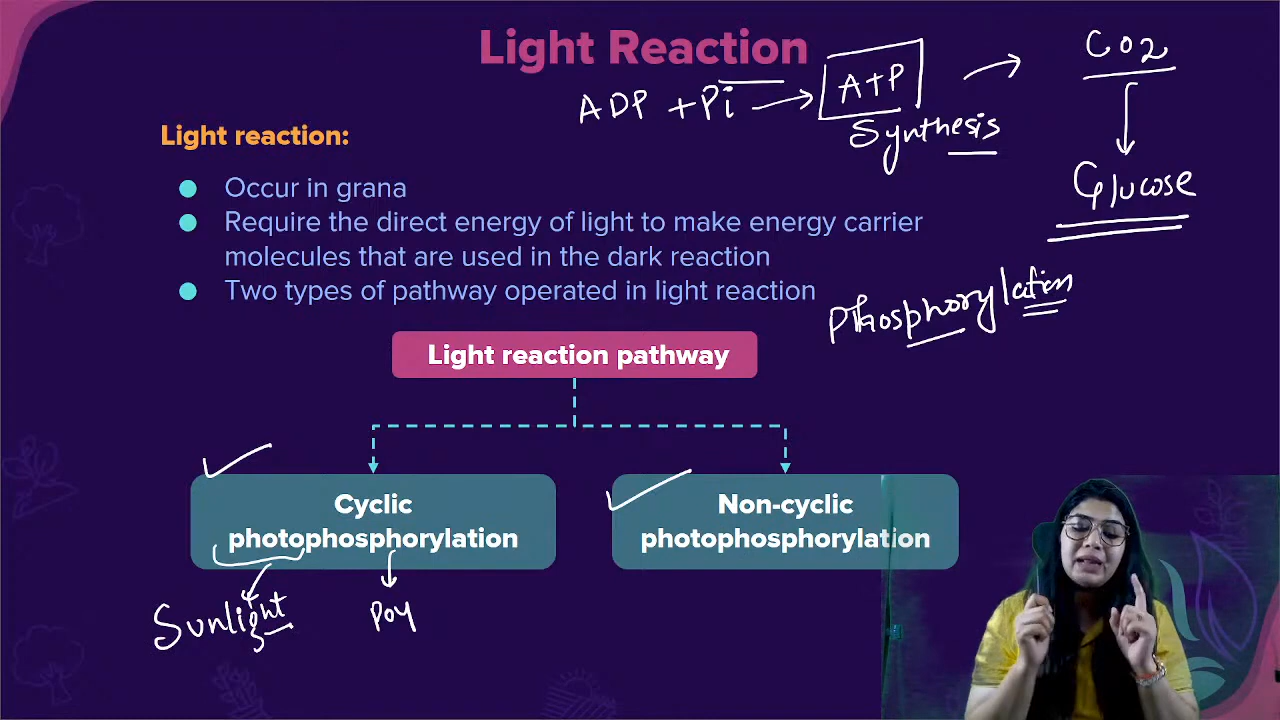 Light Reaction
CO2
ADP + Pi → ATP →
Synthesis
Glucose
Light reaction:
Occur in grana
Require the direct energy of light to make energy carrier
molecules that are used in the dark reaction
Two types of pathway operated in light reaction
Phosphorylation
Light reaction pathway
Cyclic
photophosphorylation
Non-cyclic
photophosphorylation
Sunlight
PO4